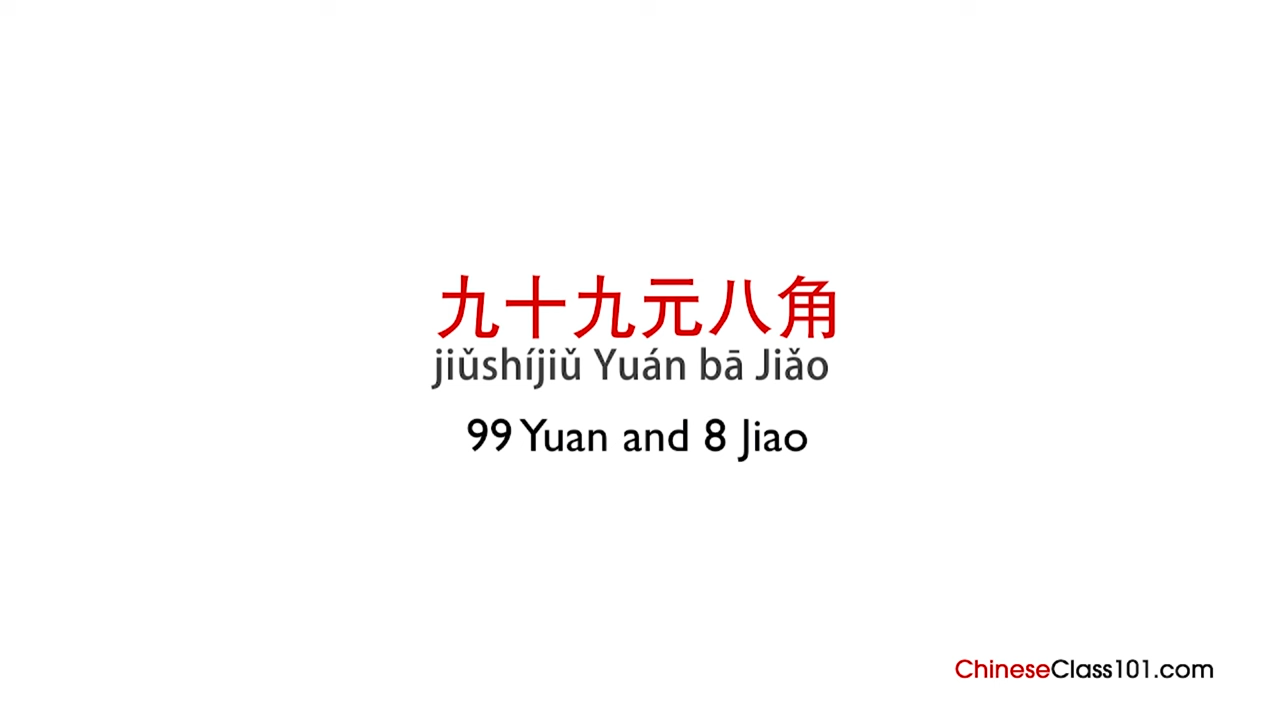 九十九元八角
jiǔshíjiǔ Yuán bā Jiǎo
99 Yuan and 8 Jiao
ChineseClass101.com